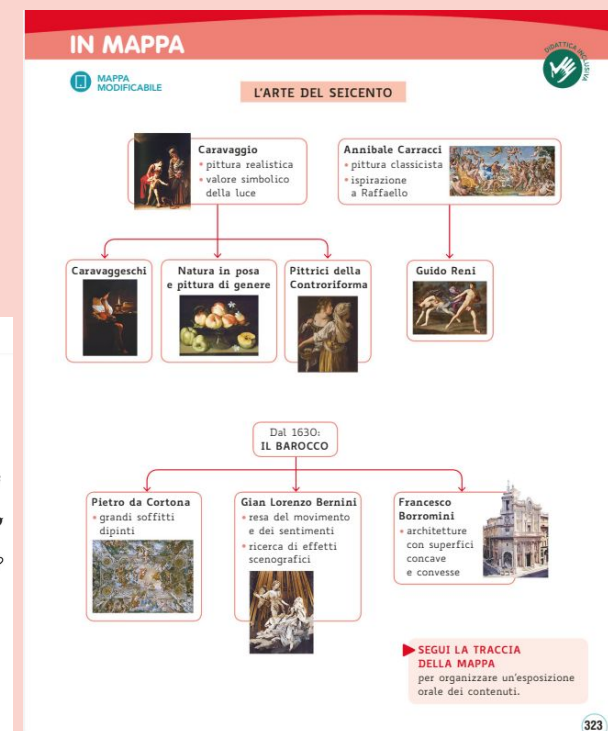 IN MAPPA
DIDATTICA INCLUSIVA
MAPPA
MODIFICABILE
L'ARTE DEL SEICENTO
Caravaggio
• pittura realistica
• valore simbolico
della luce
Annibale Carracci
• pittura classicista
• ispirazione
a Raffaello
Caravaggeschi
Natura in posa
e pittura di genere
Pittrici della
Controriforma
Guido Reni
Dal 1630:
IL BAROCCO
Pietro da Cortona
• grandi soffitti
dipinti
Gian Lorenzo Bernini
• resa del movimento
e dei sentimenti
• ricerca di effetti
scenografici
Francesco
Borromini
• architetture
con superfici
concave
e convesse
SEGUI LA TRACCIA
DELLA MAPPA
per organizzare un'esposizione
orale dei contenuti.
323